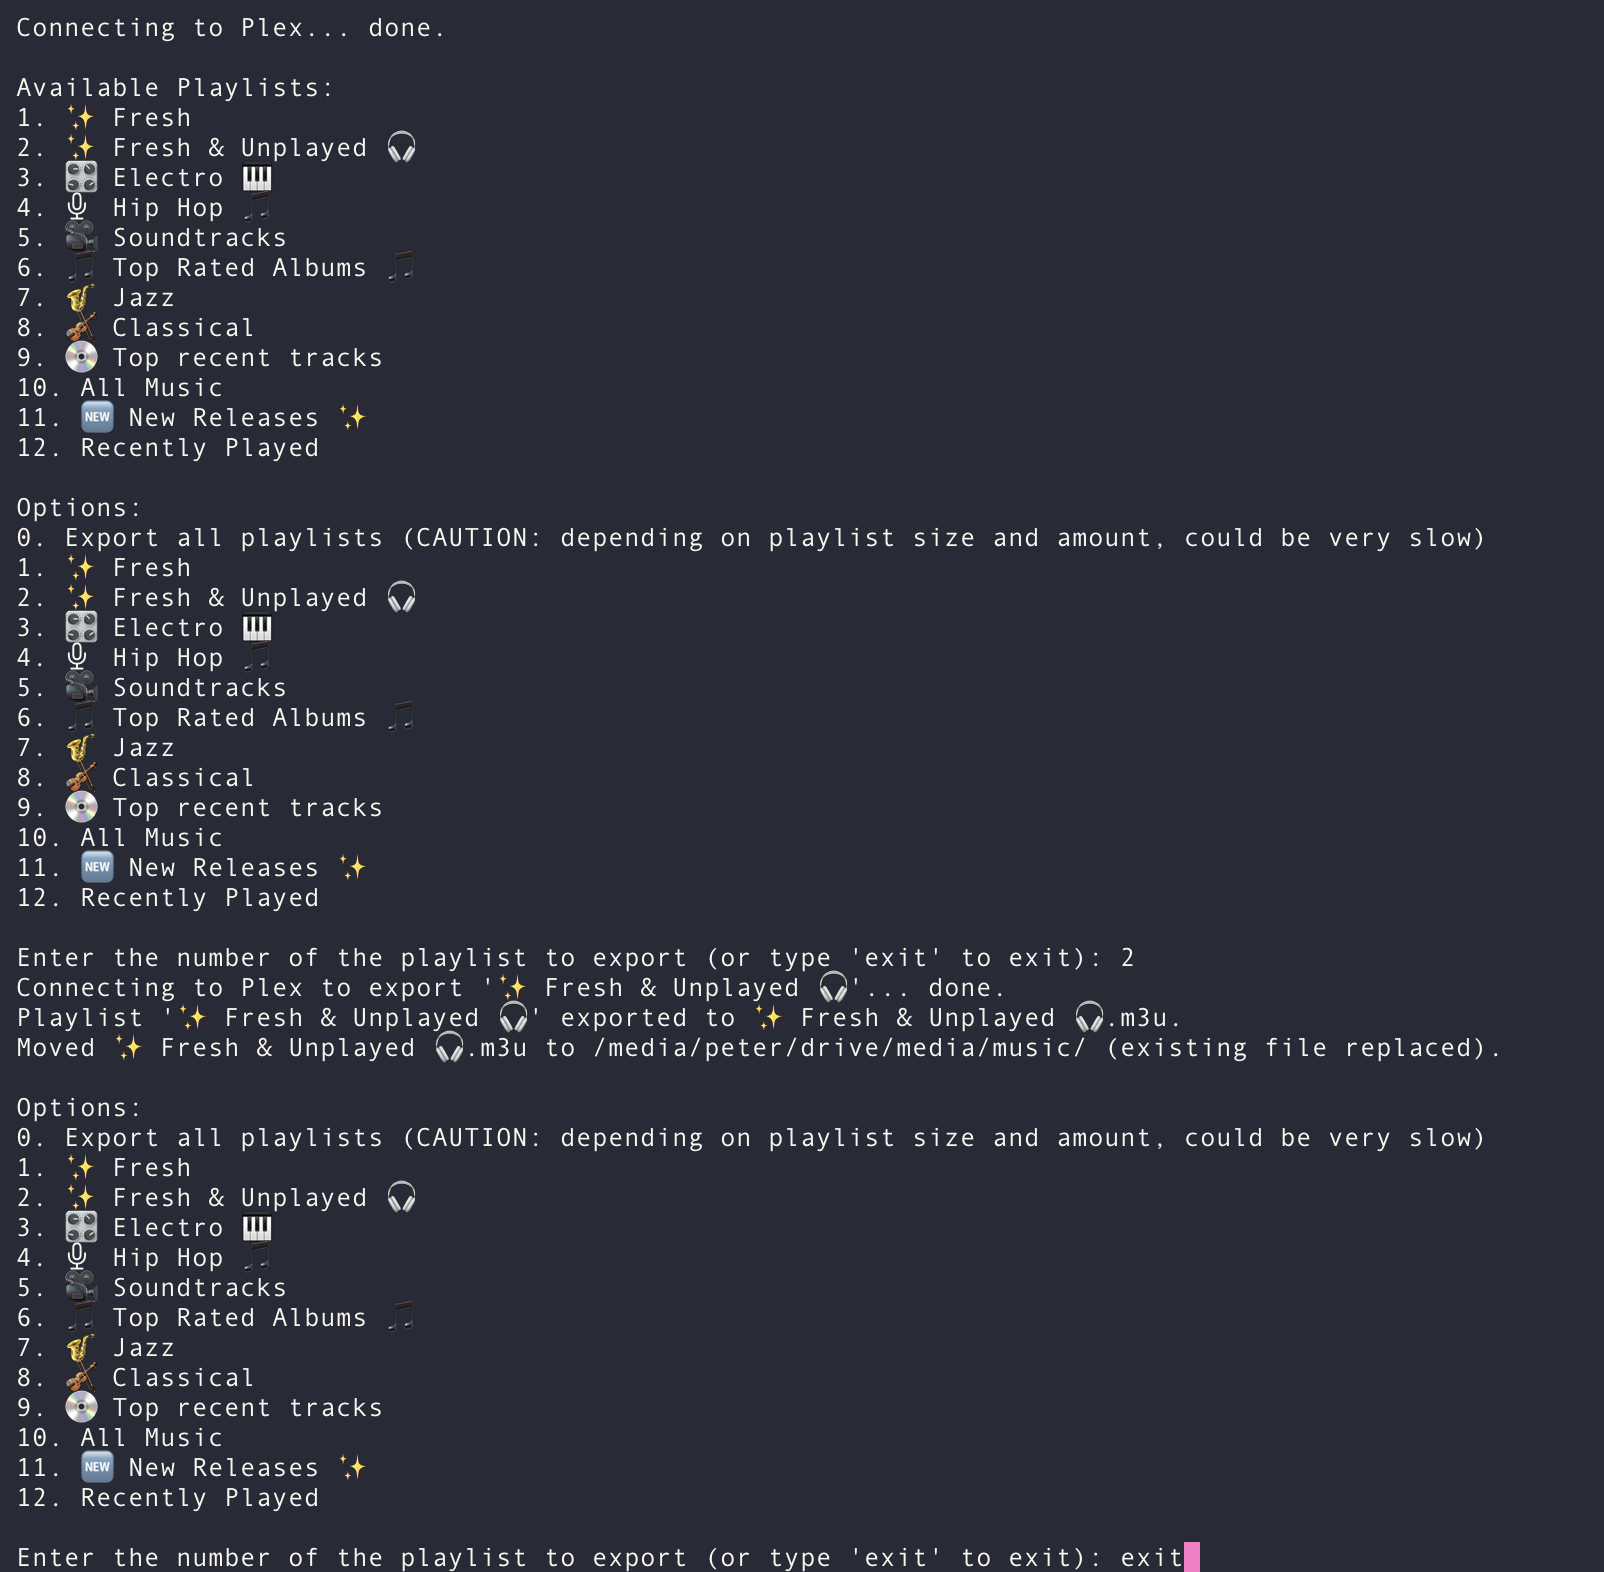 Connecting to Plex... done.

Available Playlists:
1. ✨ Fresh
2. ✨ Fresh & Unplayed 🎧
3. 🎛️ Electro 🎹
4. 🎙️ Hip Hop 🎵
5. 🎥 Soundtracks
6. 🎵 Top Rated Albums 🎵
7. 🎷 Jazz
8. 🎻 Classical
9. 💿 Top recent tracks
10. All Music
11. 🆕 New Releases ✨
12. Recently Played

Options:
0. Export all playlists (CAUTION: depending on playlist size and amount, could be very slow)
1. ✨ Fresh
2. ✨ Fresh & Unplayed 🎧
3. 🎛️ Electro 🎹
4. 🎙️ Hip Hop 🎵
5. 🎥 Soundtracks
6. 🎵 Top Rated Albums 🎵
7. 🎷 Jazz
8. 🎻 Classical
9. 💿 Top recent tracks
10. All Music
11. 🆕 New Releases ✨
12. Recently Played

Enter the number of the playlist to export (or type 'exit' to exit): 2
Connecting to Plex to export '✨ Fresh & Unplayed 🎧'... done.
Playlist '✨ Fresh & Unplayed 🎧' exported to ✨ Fresh & Unplayed 🎧.m3u.
Moved ✨ Fresh & Unplayed 🎧.m3u to /media/peter/drive/media/music/ (existing file replaced).

Options:
0. Export all playlists (CAUTION: depending on playlist size and amount, could be very slow)
1. ✨ Fresh
2. ✨ Fresh & Unplayed 🎧
3. 🎛️ Electro 🎹
4. 🎙️ Hip Hop 🎵
5. 🎥 Soundtracks
6. 🎵 Top Rated Albums 🎵
7. 🎷 Jazz
8. 🎻 Classical
9. 💿 Top recent tracks
10. All Music
11. 🆕 New Releases ✨
12. Recently Played

Enter the number of the playlist to export (or type 'exit' to exit): exit